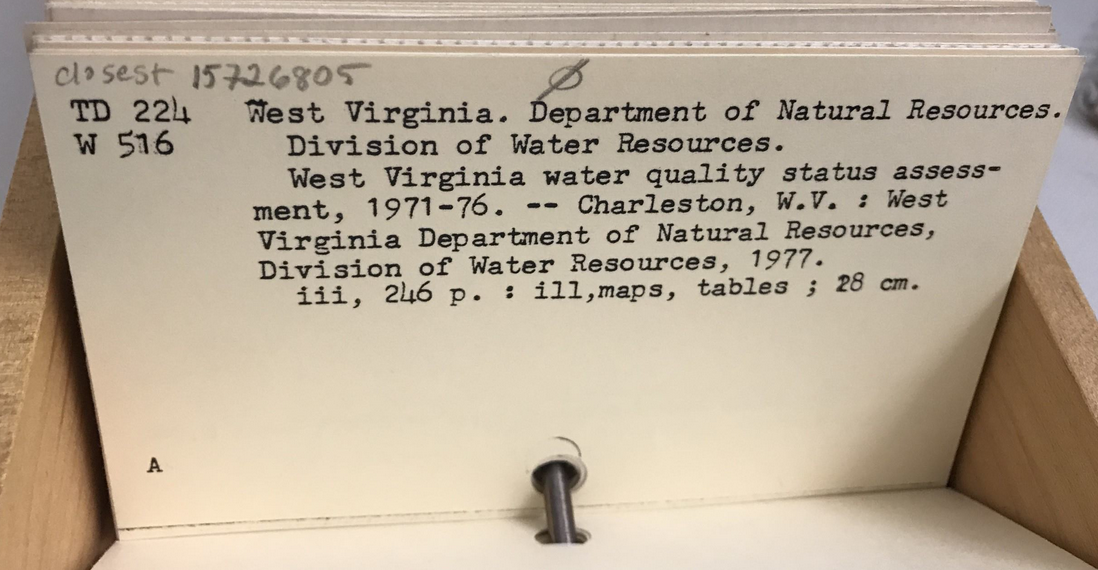 closest 15726805 ∅
TD 224 West Virginia. Department of Natural Resources.
W 516 Division of Water Resources.
West Virginia water quality status assess-
ment, 1971-76. -- Charleston, W.V. : West
Virginia Department of Natural Resources,
Division of Water Resources, 1977.
iii, 246 p. : ill,maps, tables ; 28 cm.
A